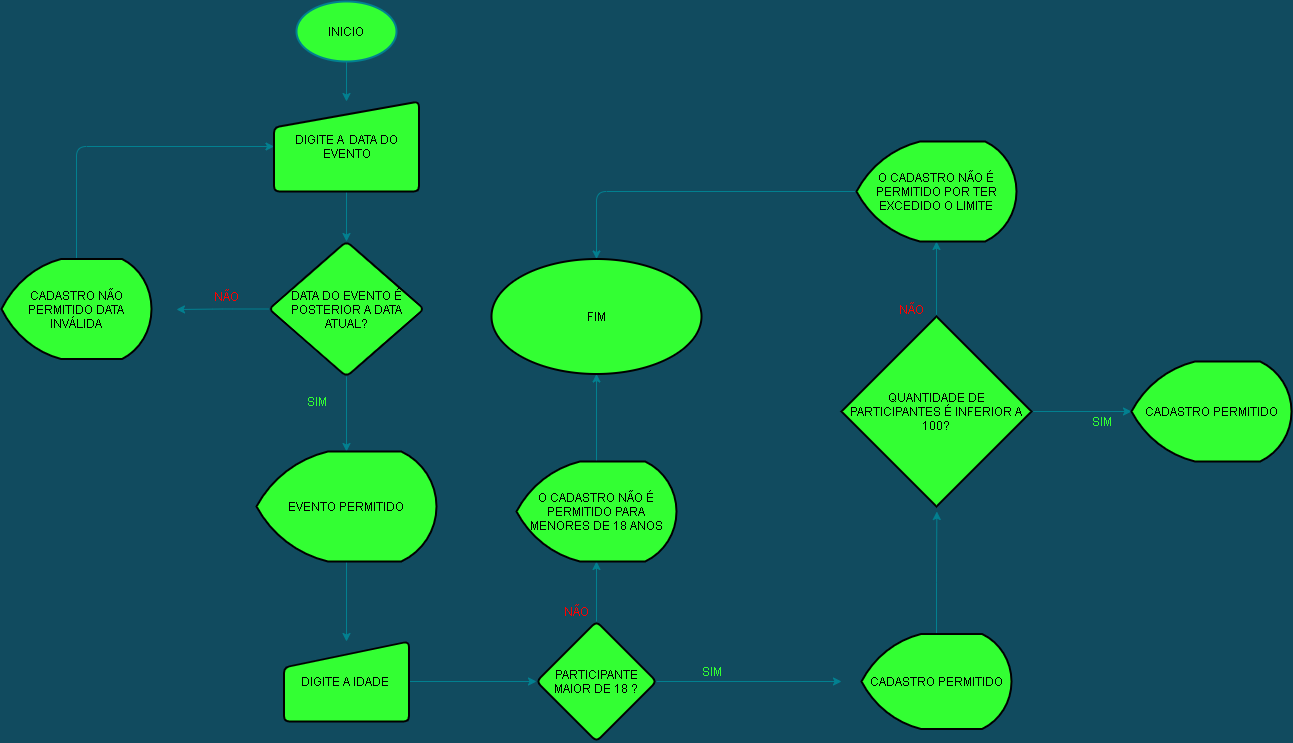 INICIO
DIGITE A DATA DO
EVENTO
DATA DO EVENTO É
POSTERIOR A DATA
ATUAL?
NÃO
CADASTRO NÃO
PERMITIDO DATA
INVÁLIDA
SIM
EVENTO PERMITIDO
DIGITE A IDADE
PARTICIPANTE
MAIOR DE 18 ?
NÃO
O CADASTRO NÃO É
PERMITIDO PARA
MENORES DE 18 ANOS
FIM
SIM
CADASTRO PERMITIDO
QUANTIDADE DE
PARTICIPANTES É INFERIOR A
100?
NÃO
O CADASTRO NÃO É
PERMITIDO POR TER
EXCEDIDO O LIMITE
SIM
CADASTRO PERMITIDO